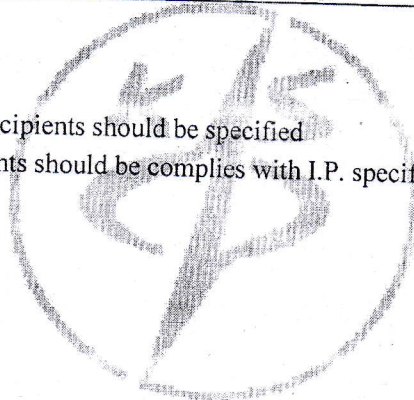 cipients should be specified
nts should be complies with I.P. specif